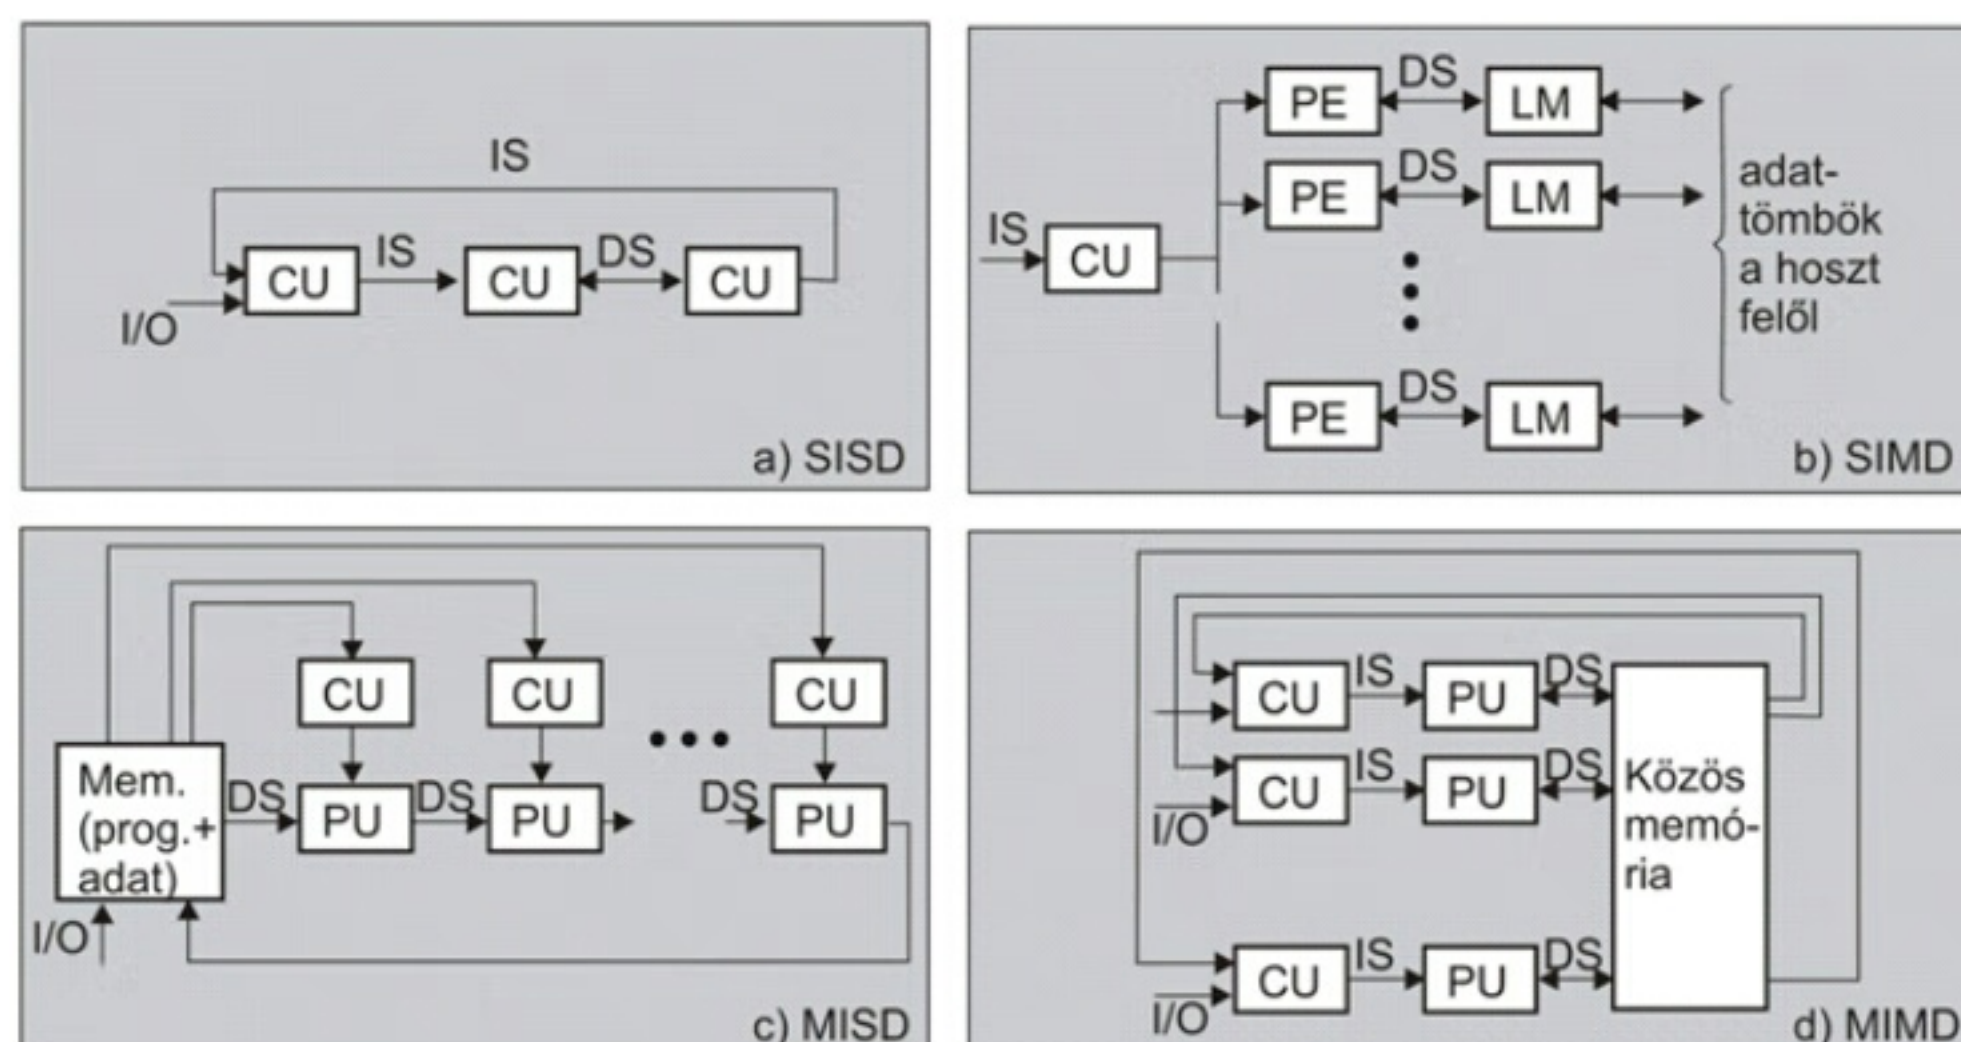 IS
CU IS CU DS CU
I/O
a) SISD
IS CU
PE DS LM
PE DS LM
PE DS LM
adat-
tömbök
a hoszt
felől
b) SIMD
CU CU CU
Mem.
(prog.+
adat)
DS PU DS PU DS PU
I/O
c) MISD
CU IS PU DS
CU IS PU DS
I/O
Közös
memó-
ria
CU IS PU DS
I/O
d) MIMD